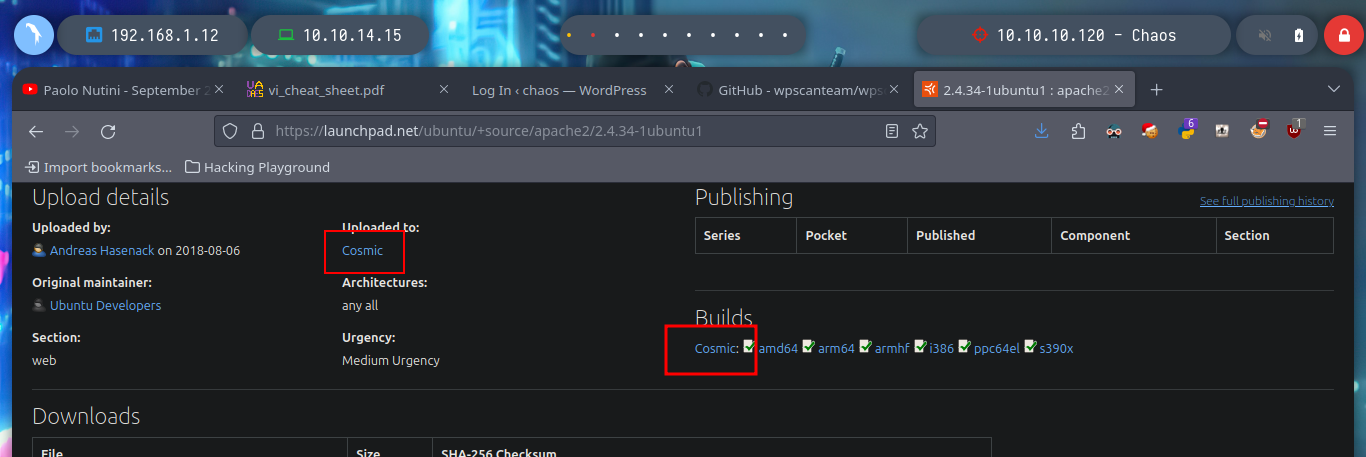 192.168.1.12
10.10.14.15
10.10.10.120 - Chaos
Paolo Nutini - September 2
vi_cheat_sheet.pdf
Log In ‹ chaos — WordPress
GitHub - wpscanteam/wps
2.4.34-1ubuntu1 : apache2
https://launchpad.net/ubuntu/+source/apache2/2.4.34-1ubuntu1
6
1
Import bookmarks...
Hacking Playground
Upload details
Uploaded by:
Andreas Hasenack on 2018-08-06
Uploaded to:
Cosmic
Original maintainer:
Ubuntu Developers
Architectures:
any all
Section:
web
Urgency:
Medium Urgency
Publishing
See full publishing history
Series Pocket Published Component Section
Builds
Cosmic: amd64 arm64 armhf i386 ppc64el s390x
Downloads
File Size SHA-256 Checksum